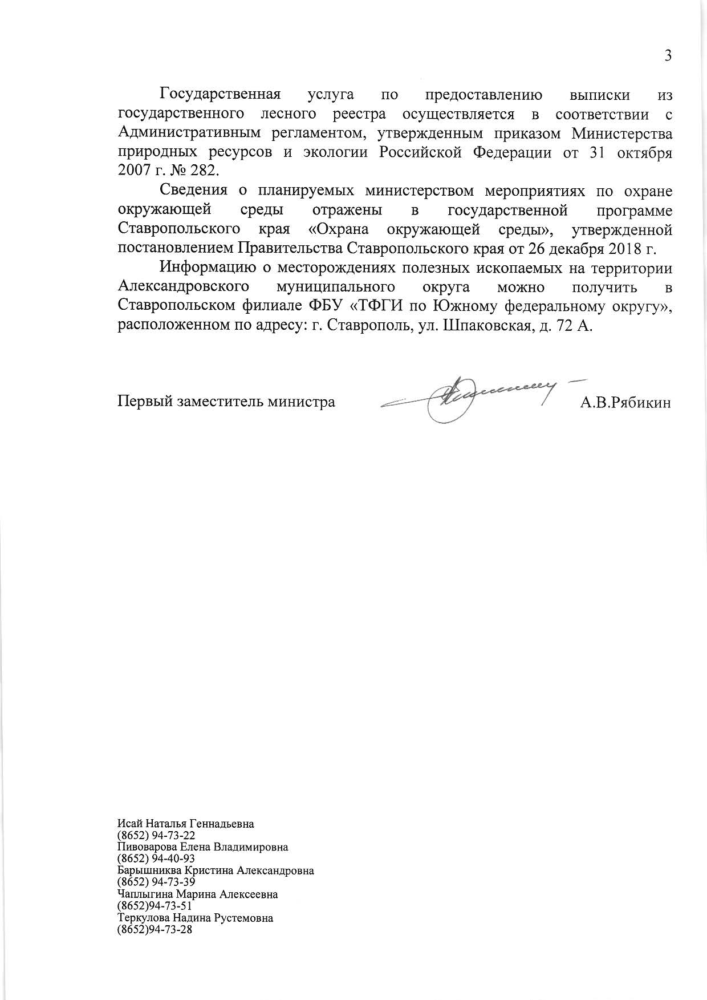 3
Государственная услуга по предоставлению выписки из
государственного лесного реестра осуществляется в соответствии с
Административным регламентом, утвержденным приказом Министерства
природных ресурсов и экологии Российской Федерации от 31 октября
2007 г. № 282.
Сведения о планируемых министерством мероприятиях по охране
окружающей среды отражены в государственной программе
Ставропольского края «Охрана окружающей среды», утвержденной
постановлением Правительства Ставропольского края от 26 декабря 2018 г.
Информацию о месторождениях полезных ископаемых на территории
Александровского муниципального округа можно получить в
Ставропольском филиале ФБУ «ТФГИ по Южному федеральному округу»,
расположенном по адресу: г. Ставрополь, ул. Шпаковская, д. 72 А.
Первый заместитель министра А.В.Рябикин
Исай Наталья Геннадьевна
(8652) 94-73-22
Пивоварова Елена Владимировна
(8652) 94-40-93
Барышниква Кристина Александровна
(8652) 94-73-39
Чаплыгина Марина Алексеевна
(8652)94-73-51
Теркулова Надина Рустемовна
(8652)94-73-28